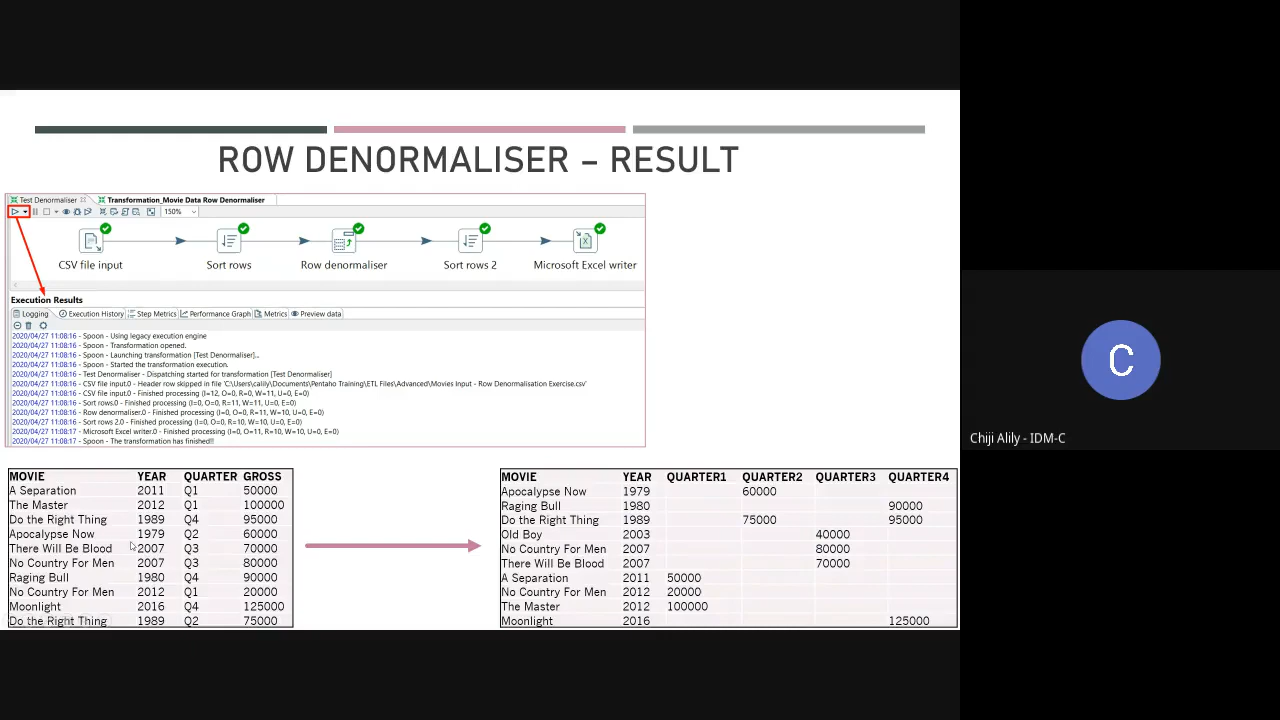 ROW DENORMALISER – RESULT
Test Denormaliser Transformation_Movie Data Row Denormaliser
150%
CSV file input Sort rows Row denormaliser Sort rows 2 Microsoft Excel writer
Execution Results
Logging Execution History Step Metrics Performance Graph Metrics Preview data
2020/04/27 11:08:16 - Spoon - Using legacy execution engine
2020/04/27 11:08:16 - Spoon - Transformation opened.
2020/04/27 11:08:16 - Spoon - Launching transformation [Test Denormaliser]...
2020/04/27 11:08:16 - Spoon - Started the transformation execution.
2020/04/27 11:08:16 - Test Denormaliser - Dispatching started for transformation [Test Denormaliser]
2020/04/27 11:08:16 - CSV file input.0 - Header row skipped in file 'C:\Users\calily\Documents\Pentaho Training\ETL Files\Advanced\Movies Input - Row Denormalisation Exercise.csv'
2020/04/27 11:08:16 - CSV file input.0 - Finished processing (I=12, O=0, R=0, W=11, U=0, E=0)
2020/04/27 11:08:16 - Sort rows.0 - Finished processing (I=0, O=0, R=11, W=11, U=0, E=0)
2020/04/27 11:08:16 - Row denormaliser.0 - Finished processing (I=0, O=0, R=11, W=10, U=0, E=0)
2020/04/27 11:08:16 - Sort rows 2.0 - Finished processing (I=0, O=0, R=10, W=10, U=0, E=0)
2020/04/27 11:08:17 - Microsoft Excel writer.0 - Finished processing (I=0, O=11, R=10, W=10, U=0, E=0)
2020/04/27 11:08:17 - Spoon - The transformation has finished!!
MOVIE YEAR QUARTER GROSS
A Separation 2011 Q1 50000
The Master 2012 Q1 100000
Do the Right Thing 1989 Q4 95000
Apocalypse Now 1979 Q2 60000
There Will Be Blood 2007 Q3 70000
No Country For Men 2007 Q3 80000
Raging Bull 1980 Q4 90000
No Country For Men 2012 Q1 20000
Moonlight 2016 Q4 125000
Do the Right Thing 1989 Q2 75000
MOVIE YEAR QUARTER1 QUARTER2 QUARTER3 QUARTER4
Apocalypse Now 1979 60000
Raging Bull 1980 90000
Do the Right Thing 1989 75000 95000
Old Boy 2003 40000
No Country For Men 2007 80000
There Will Be Blood 2007 70000
A Separation 2011 50000
No Country For Men 2012 20000
The Master 2012 100000
Moonlight 2016 125000
C
Chiji Alily - IDM-C